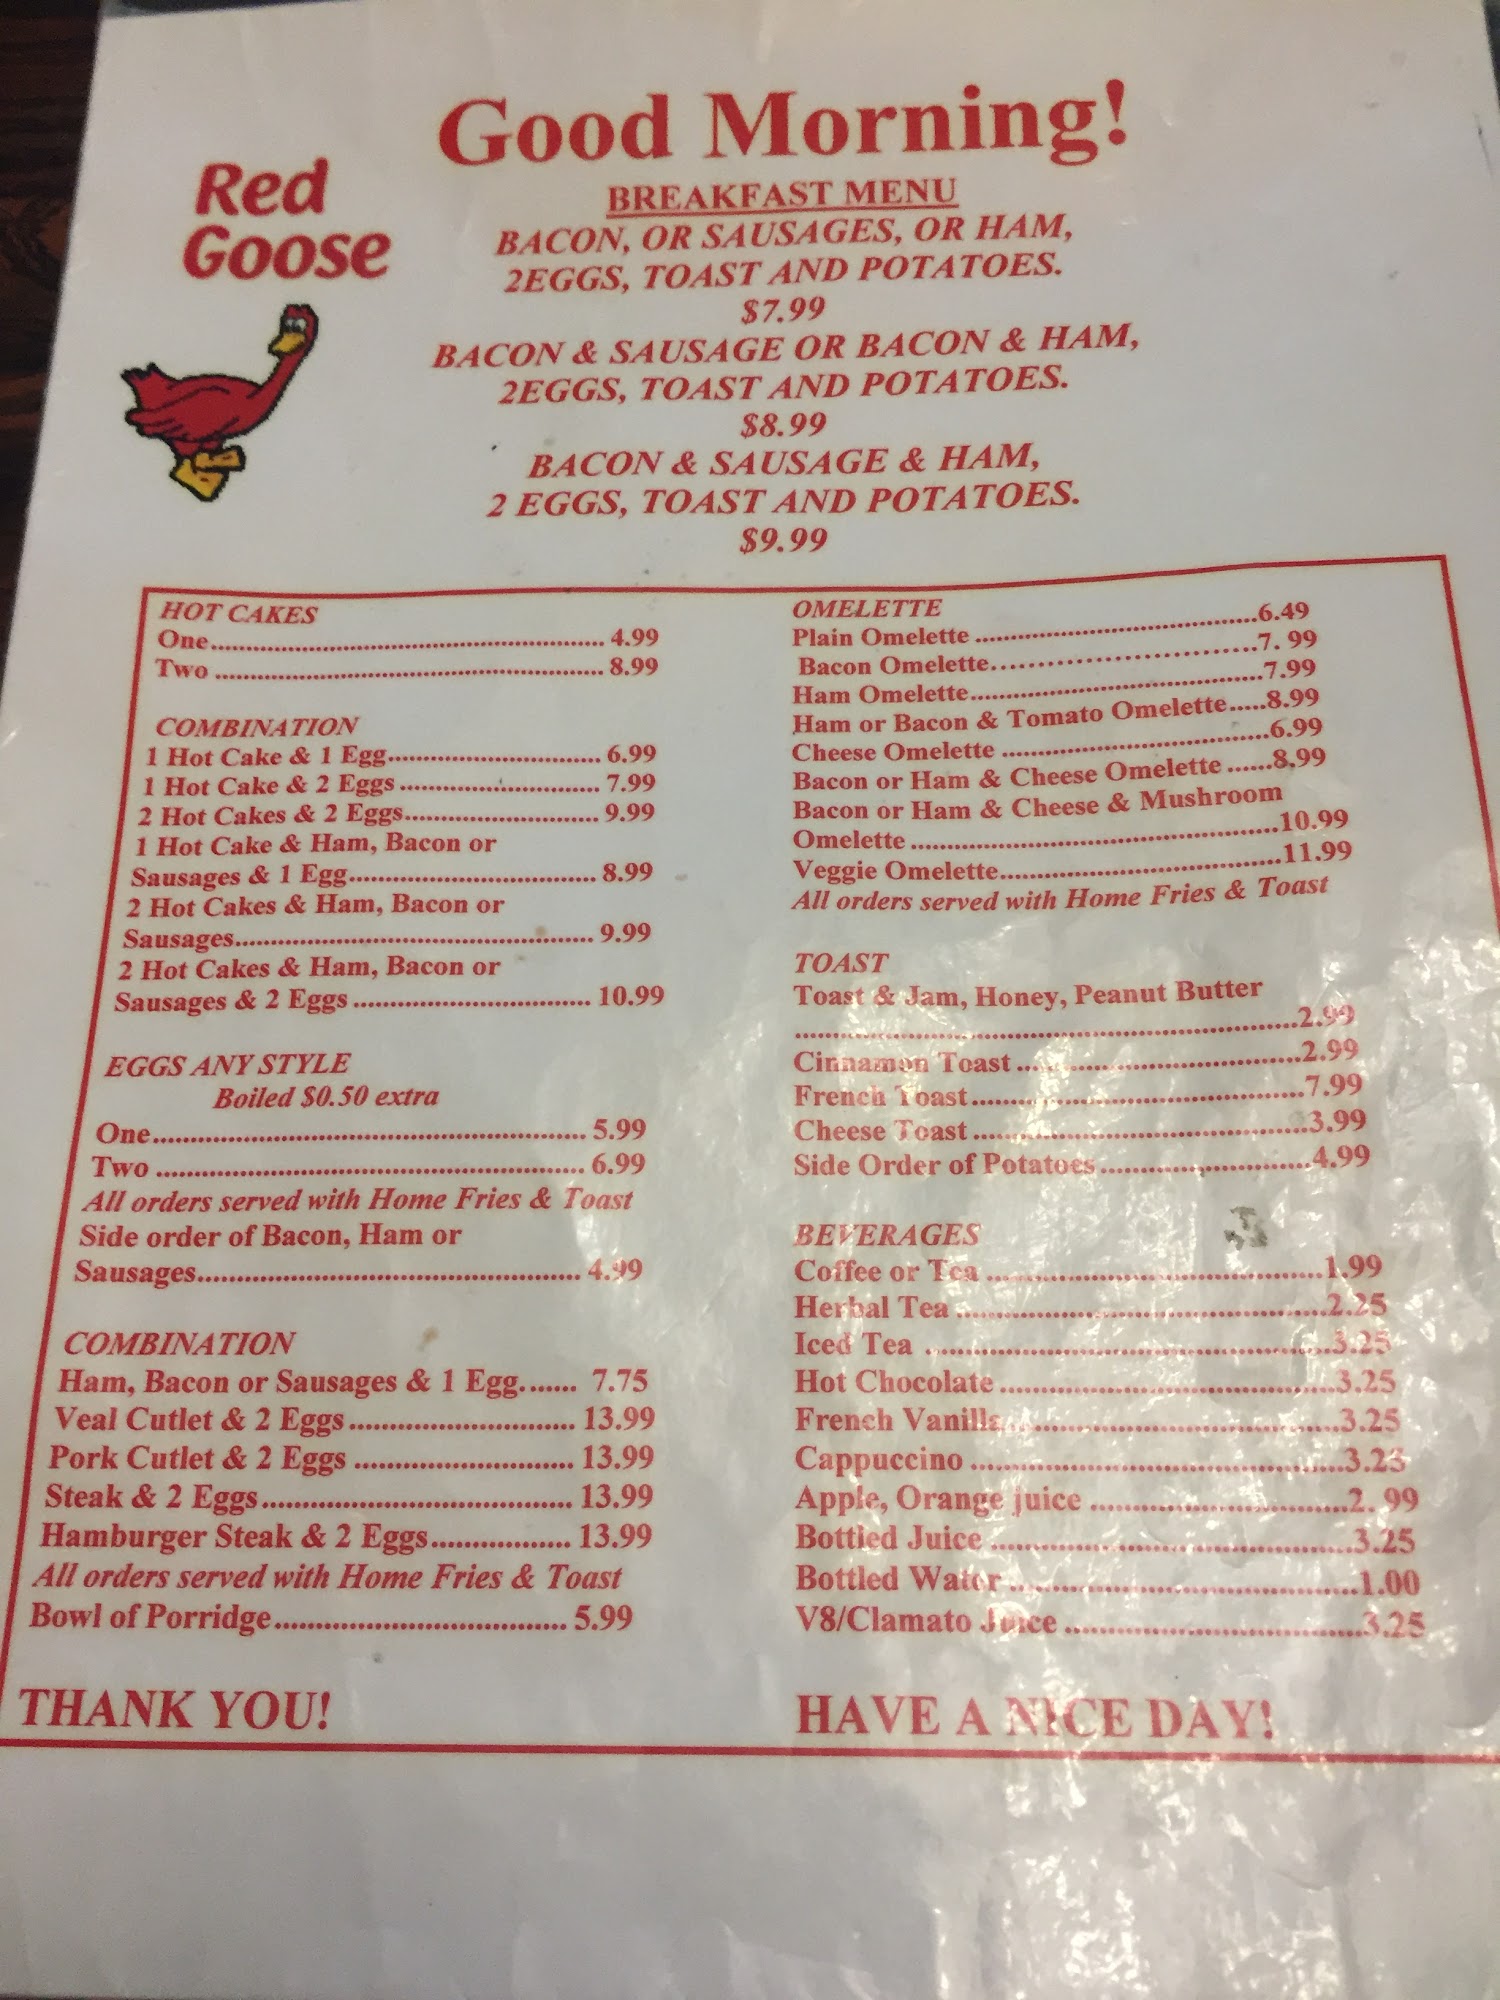 Good Morning!
Red
Goose
BREAKFAST MENU
BACON, OR SAUSAGES, OR HAM,
2EGGS, TOAST AND POTATOES.
$7.99
BACON & SAUSAGE OR BACON & HAM,
2EGGS, TOAST AND POTATOES.
$8.99
BACON & SAUSAGE & HAM,
2 EGGS, TOAST AND POTATOES.
$9.99
HOT CAKES
One.......... 4.99
Two .......... 8.99
COMBINATION
1 Hot Cake & 1 Egg.......... 6.99
1 Hot Cake & 2 Eggs .......... 7.99
2 Hot Cakes & 2 Eggs.......... 9.99
1 Hot Cake & Ham, Bacon or
Sausages & 1 Egg.......... 8.99
2 Hot Cakes & Ham, Bacon or
Sausages.......... 9.99
2 Hot Cakes & Ham, Bacon or
Sausages & 2 Eggs .......... 10.99
EGGS ANY STYLE
Boiled $0.50 extra
One.......... 5.99
Two .......... 6.99
All orders served with Home Fries & Toast
Side order of Bacon, Ham or
Sausages.......... 4.99
COMBINATION
Ham, Bacon or Sausages & 1 Egg....... 7.75
Veal Cutlet & 2 Eggs .......... 13.99
Pork Cutlet & 2 Eggs .......... 13.99
Steak & 2 Eggs.......... 13.99
Hamburger Steak & 2 Eggs.......... 13.99
All orders served with Home Fries & Toast
Bowl of Porridge.......... 5.99
THANK YOU!
OMELETTE
Plain Omelette ..........6.49
Bacon Omelette..........7. 99
Ham Omelette..........7.99
Ham or Bacon & Tomato Omelette.....8.99
Cheese Omelette ..........6.99
Bacon or Ham & Cheese Omelette ......8.99
Bacon or Ham & Cheese & Mushroom
Omelette ..........10.99
Veggie Omelette..........11.99
All orders served with Home Fries & Toast
TOAST
Toast & Jam, Honey, Peanut Butter
..........2.99
Cinnamon Toast ..........2.99
French Toast..........7.99
Cheese Toast ..........3.99
Side Order of Potatoes..........4.99
BEVERAGES
Coffee or Tea ..........1.99
Herbal Tea ..........2.25
Iced Tea ..........3.25
Hot Chocolate ..........3.25
French Vanilla..........3.25
Cappuccino ..........3.25
Apple, Orange juice ..........2. 99
Bottled Juice ..........3.25
Bottled Water ..........1.00
V8/Clamato Juice ..........3.25
HAVE A NICE DAY!